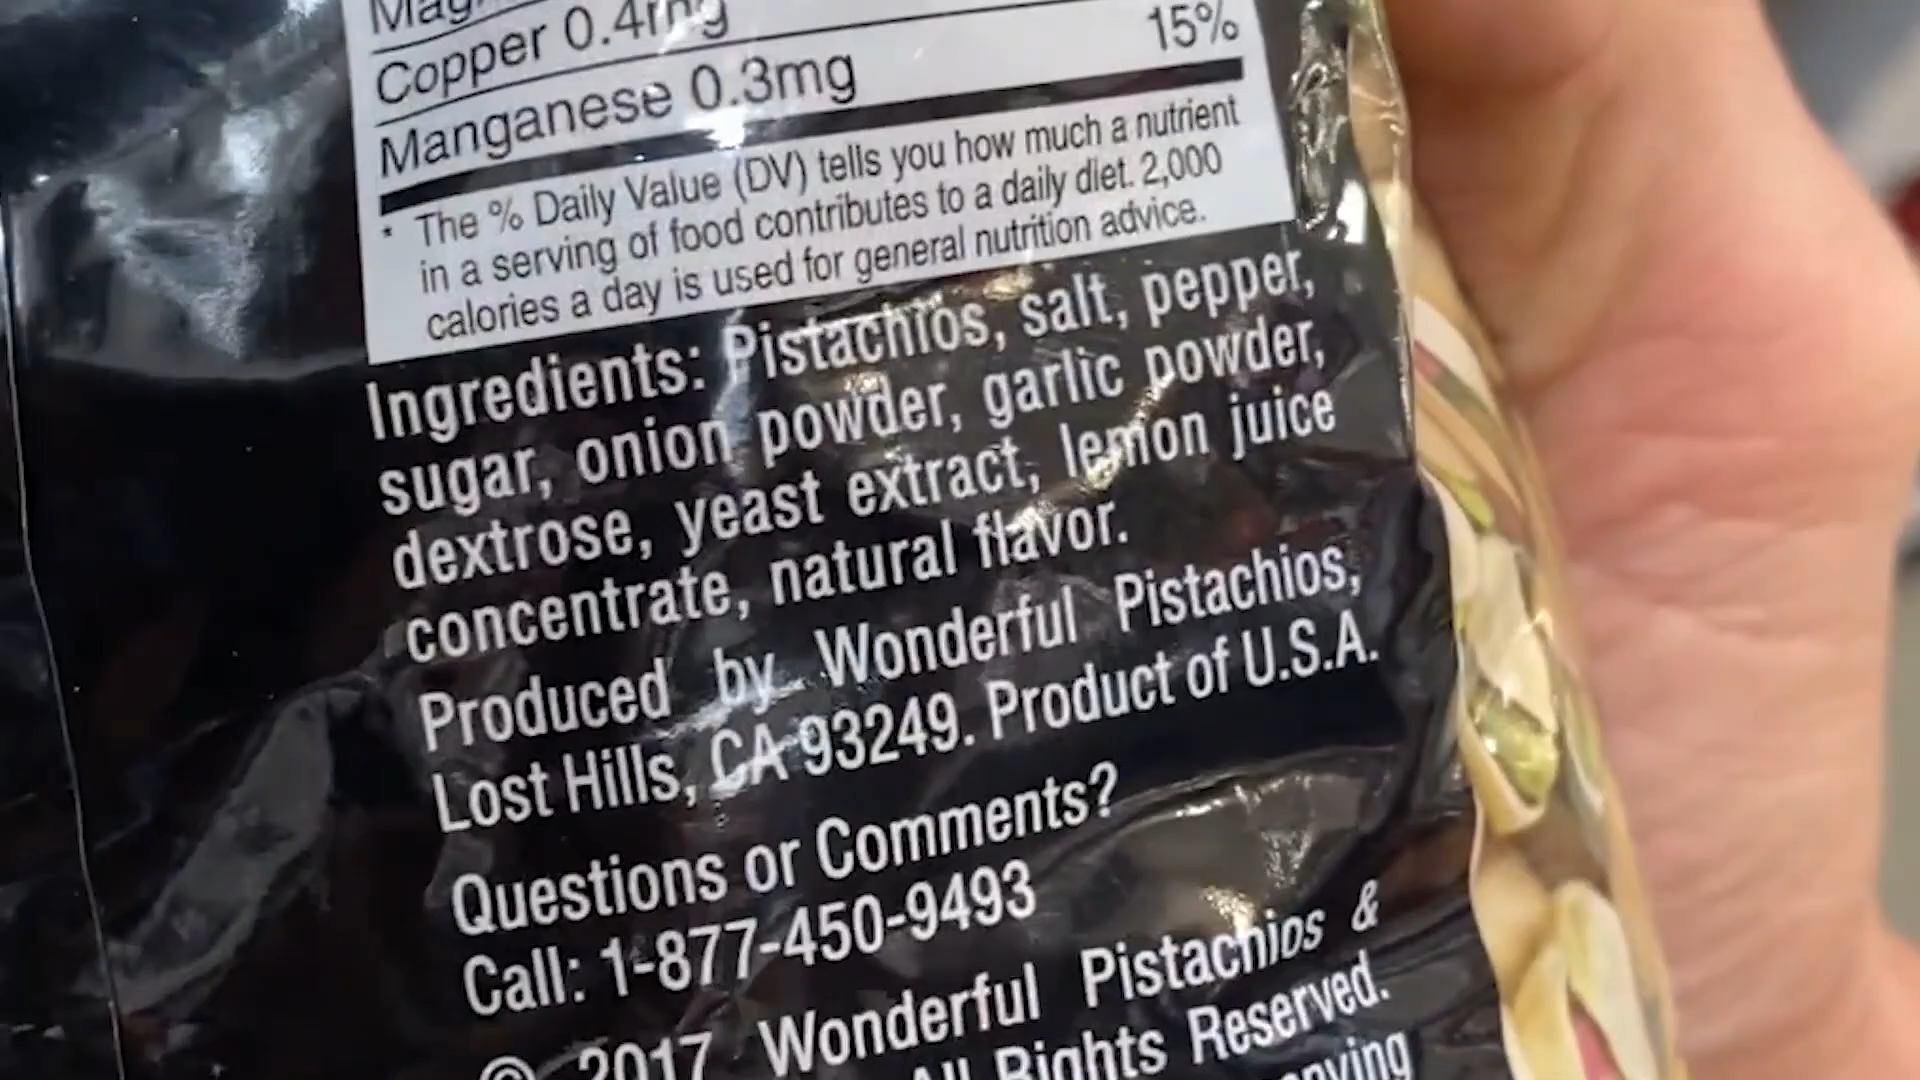 Copper 0.4mg
15%
Manganese 0.3mg
* The % Daily Value (DV) tells you how much a nutrient
in a serving of food contributes to a daily diet. 2,000
calories a day is used for general nutrition advice.
Ingredients: Pistachios, salt, pepper,
sugar, onion powder, garlic powder,
dextrose, yeast extract, lemon juice
concentrate, natural flavor.
Produced by Wonderful Pistachios,
Lost Hills, CA 93249. Product of U.S.A.
Questions or Comments?
Call: 1-877-450-9493
© 2017 Wonderful Pistachios &
All Rights Reserved.